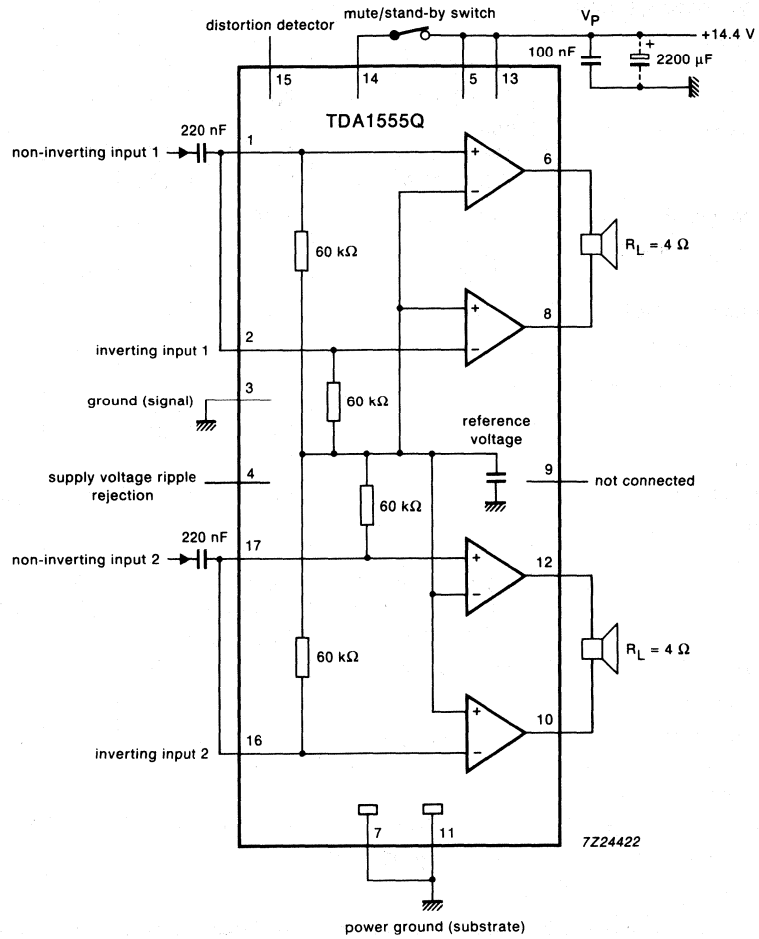 mute/stand-by switch
distortion detector
VP
+14.4 V
100 nF
+
2200 µF
15
14
5
13
TDA1555Q
220 nF
1
non-inverting input 1
+
−
6
60 kΩ
RL = 4 Ω
+
−
8
2
inverting input 1
3
ground (signal)
60 kΩ
reference
voltage
4
supply voltage ripple
rejection
9
not connected
60 kΩ
220 nF
17
non-inverting input 2
+
−
12
60 kΩ
RL = 4 Ω
+
−
10
16
inverting input 2
7
11
7Z24422
power ground (substrate)